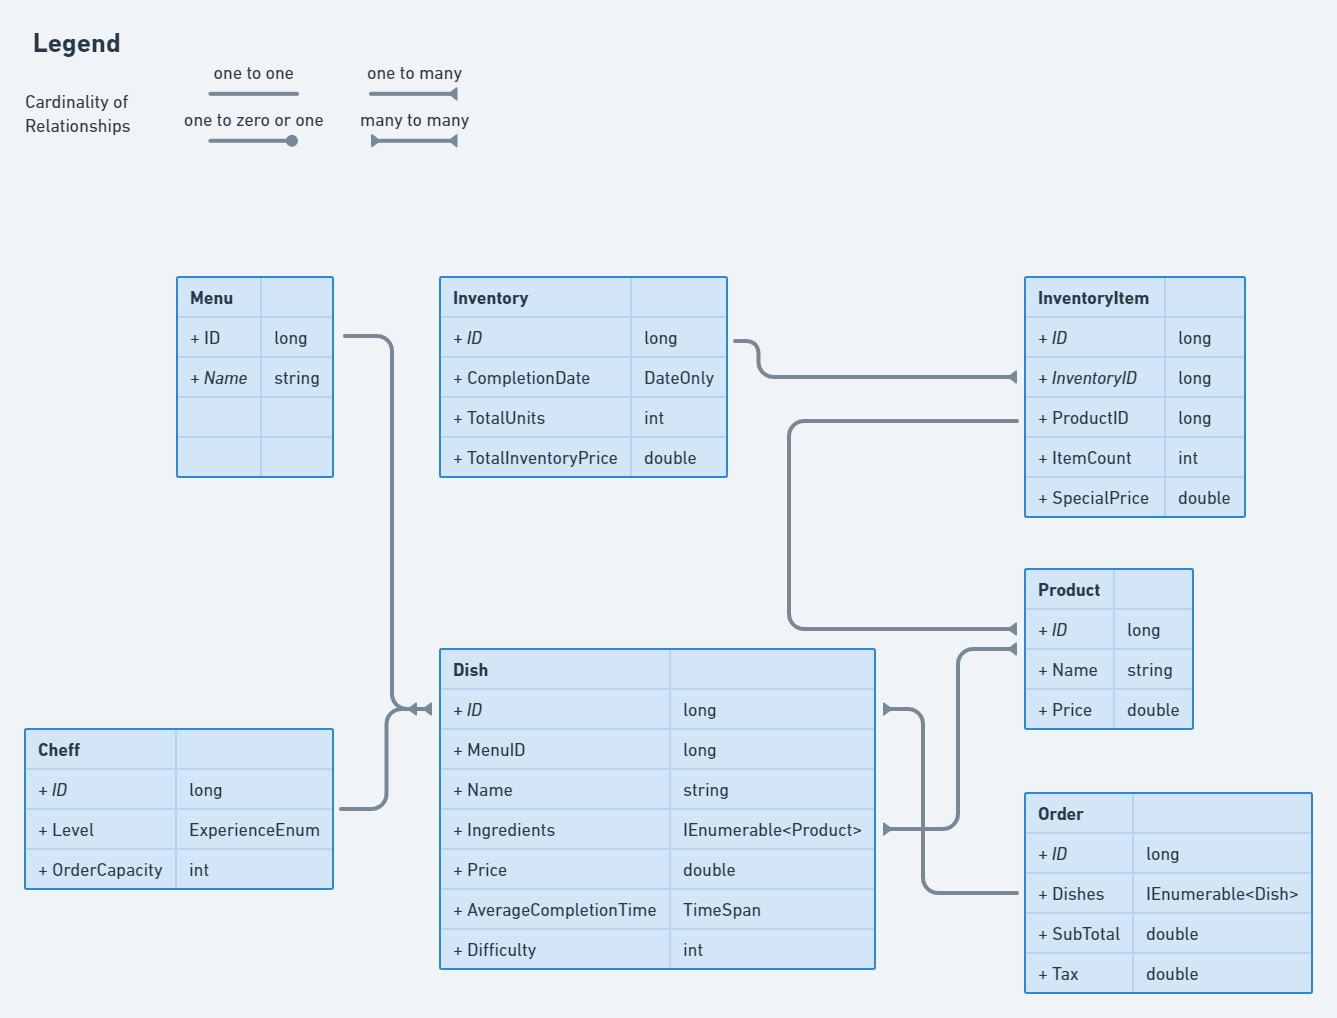 Legend
Cardinality of
Relationships
one to one
one to many
one to zero or one
many to many
Menu
+ ID long
+ Name string
Inventory
+ ID long
+ CompletionDate DateOnly
+ TotalUnits int
+ TotalInventoryPrice double
InventoryItem
+ ID long
+ InventoryID long
+ ProductID long
+ ItemCount int
+ SpecialPrice double
Product
+ ID long
+ Name string
+ Price double
Dish
+ ID long
+ MenuID long
+ Name string
+ Ingredients IEnumerable<Product>
+ Price double
+ AverageCompletionTime TimeSpan
+ Difficulty int
Cheff
+ ID long
+ Level ExperienceEnum
+ OrderCapacity int
Order
+ ID long
+ Dishes IEnumerable<Dish>
+ SubTotal double
+ Tax double